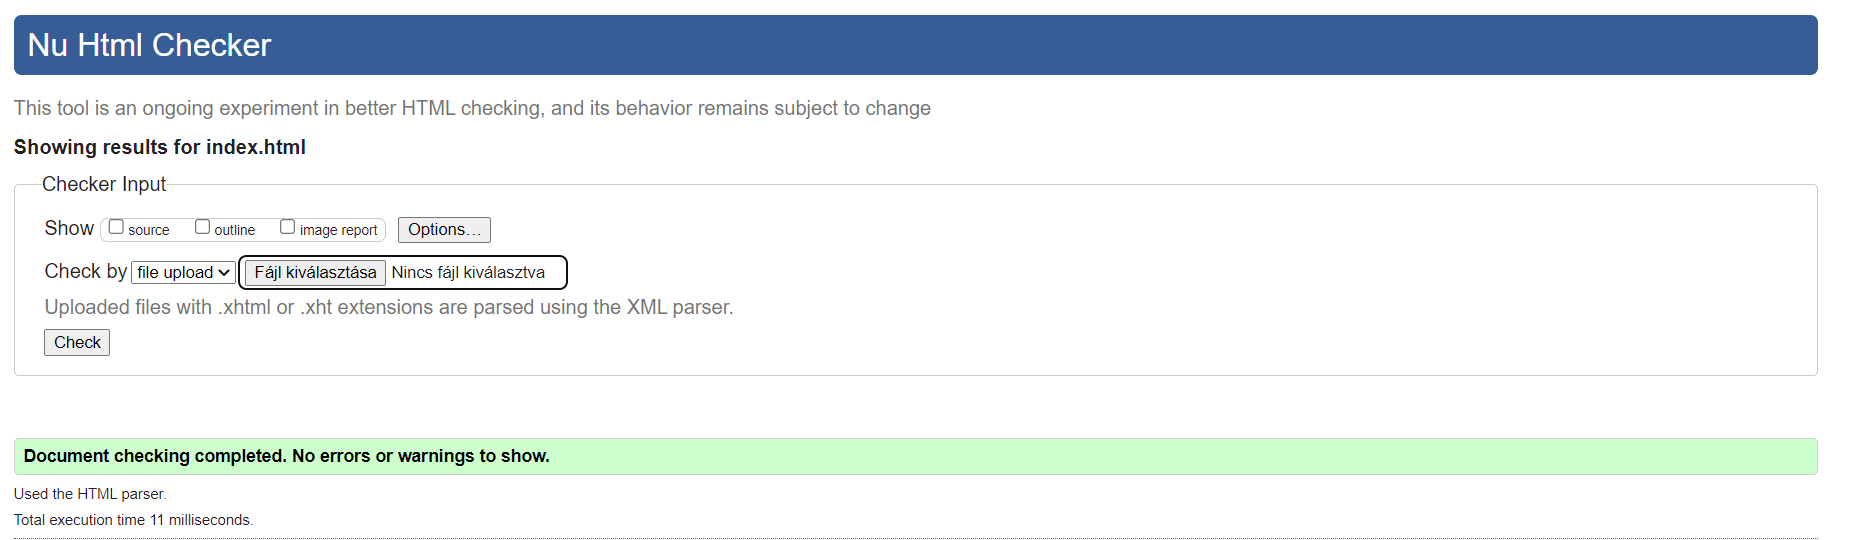 Nu Html Checker
This tool is an ongoing experiment in better HTML checking, and its behavior remains subject to change
Showing results for index.html
Checker Input
Show source outline image report Options…
Check by file upload Fájl kiválasztása Nincs fájl kiválasztva
Uploaded files with .xhtml or .xht extensions are parsed using the XML parser.
Check
Document checking completed. No errors or warnings to show.
Used the HTML parser.
Total execution time 11 milliseconds.